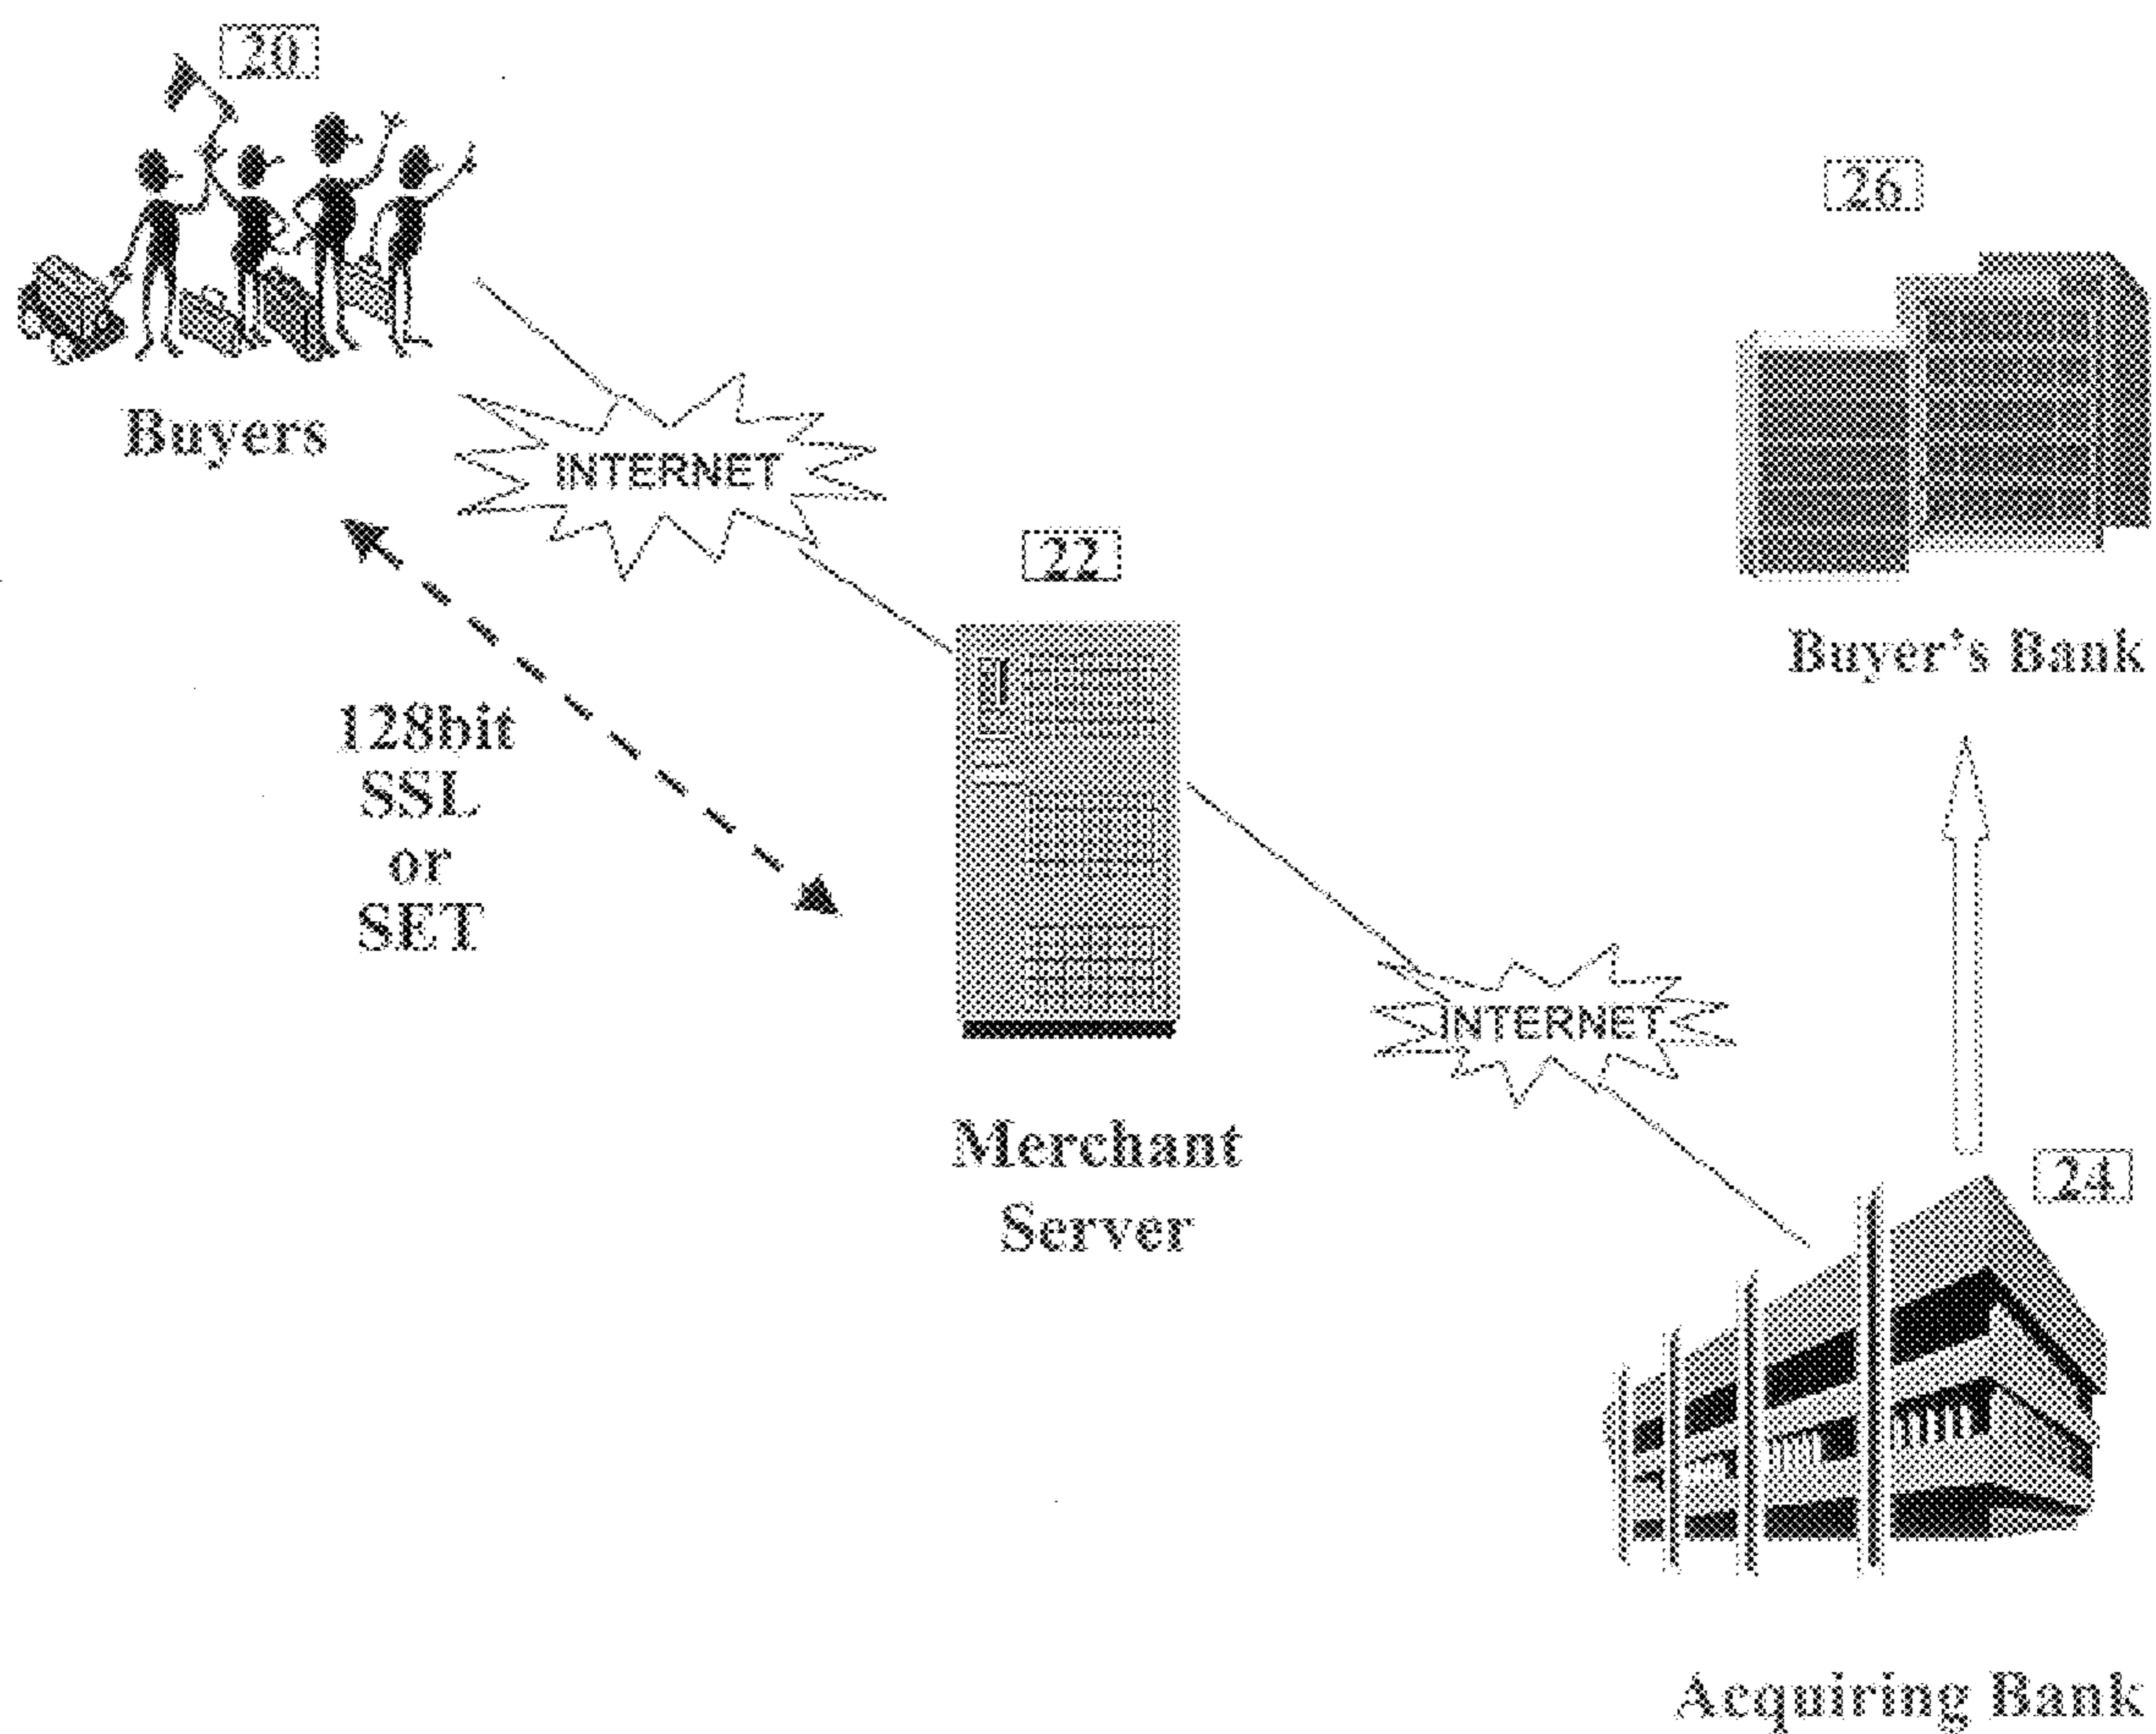 20
Buyers
INTERNET
26
Buyer's Bank
22
128bit
SSL
or
SET
Merchant
Server
INTERNET
24
Acquiring Bank